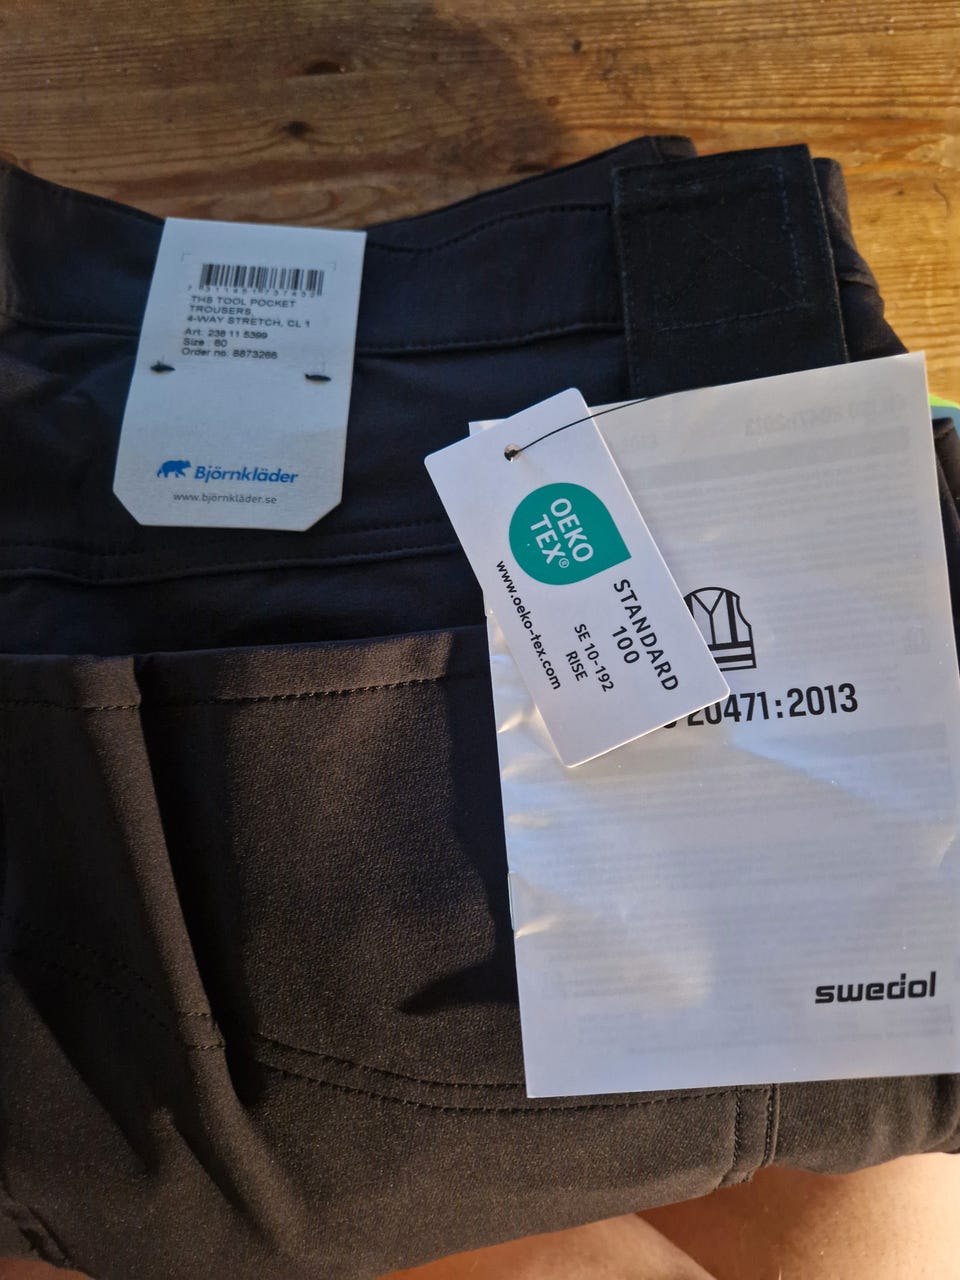 THS TOOL POCKET
TROUSERS,
4-WAY STRETCH, CL 1
Art. 238 11 5399
Size : 60
Order no. 8873266
Björnkläder
www.björnkläder.se
OEKO
TEX®
www.oeko-tex.com
STANDARD
100
SE 10-192
RISE
20471:2013
swedol